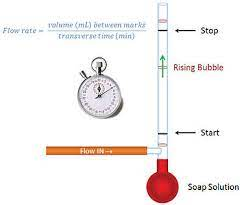 Flow rate = volume (mL) between marks
transverse time (min)
Stop
Rising Bubble
Start
Flow IN →
Soap Solution